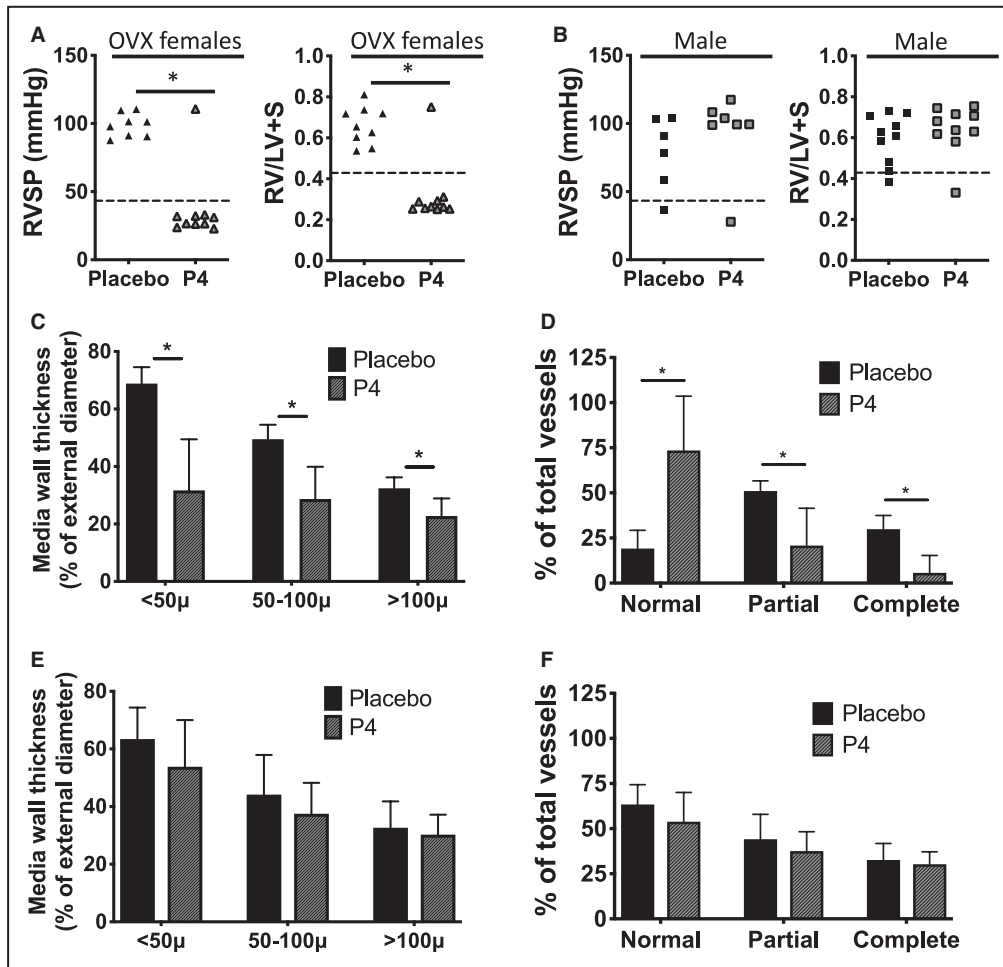 A
OVX females
OVX females
RVSP (mmHg)
150
100
50
0
*
Placebo P4
RV/LV+S
1.0
0.8
0.6
0.4
0.2
0.0
*
Placebo P4
B
Male
Male
RVSP (mmHg)
150
100
50
0
Placebo P4
RV/LV+S
1.0
0.8
0.6
0.4
0.2
0.0
Placebo P4
C
Media wall thickness
(% of external diameter)
80
60
40
20
0
*
*
*
Placebo
P4
<50µ 50-100µ >100µ
D
% of total vessels
125
100
75
50
25
0
*
*
*
Placebo
P4
Normal Partial Complete
E
Media wall thickness
(% of external diameter)
80
60
40
20
0
Placebo
P4
<50µ 50-100µ >100µ
F
% of total vessels
125
100
75
50
25
0
Placebo
P4
Normal Partial Complete